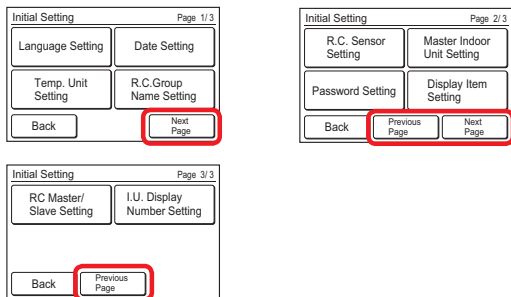 Initial Setting Page 1/3
Language Setting Date Setting
Temp. Unit
Setting
R.C.Group
Name Setting
Back Next
Page
Initial Setting Page 2/3
R.C. Sensor
Setting
Master Indoor
Unit Setting
Password Setting Display Item
Setting
Back Previous
Page
Next
Page
Initial Setting Page 3/3
RC Master/
Slave Setting
I.U. Display
Number Setting
Back Previous
Page